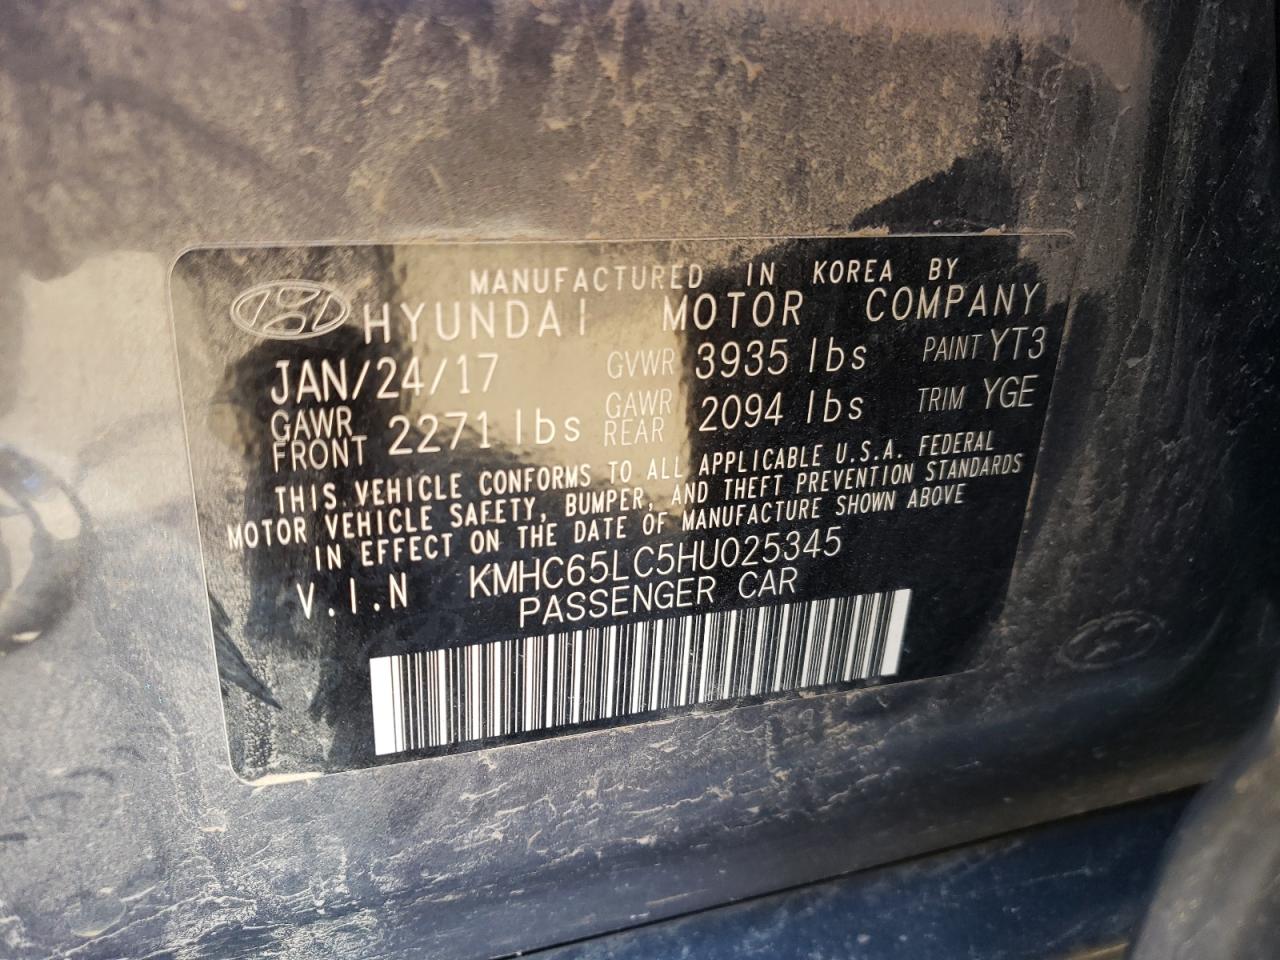 MANUFACTURED IN KOREA BY
HYUNDAI MOTOR COMPANY
JAN/24/17 GVWR 3935 lbs PAINT YT3
GAWR FRONT 2271 lbs GAWR REAR 2094 lbs TRIM YGE
THIS VEHICLE CONFORMS TO ALL APPLICABLE U.S.A. FEDERAL
MOTOR VEHICLE SAFETY, BUMPER, AND THEFT PREVENTION STANDARDS
IN EFFECT ON THE DATE OF MANUFACTURE SHOWN ABOVE
V.I.N KMHC65LC5HU025345
PASSENGER CAR